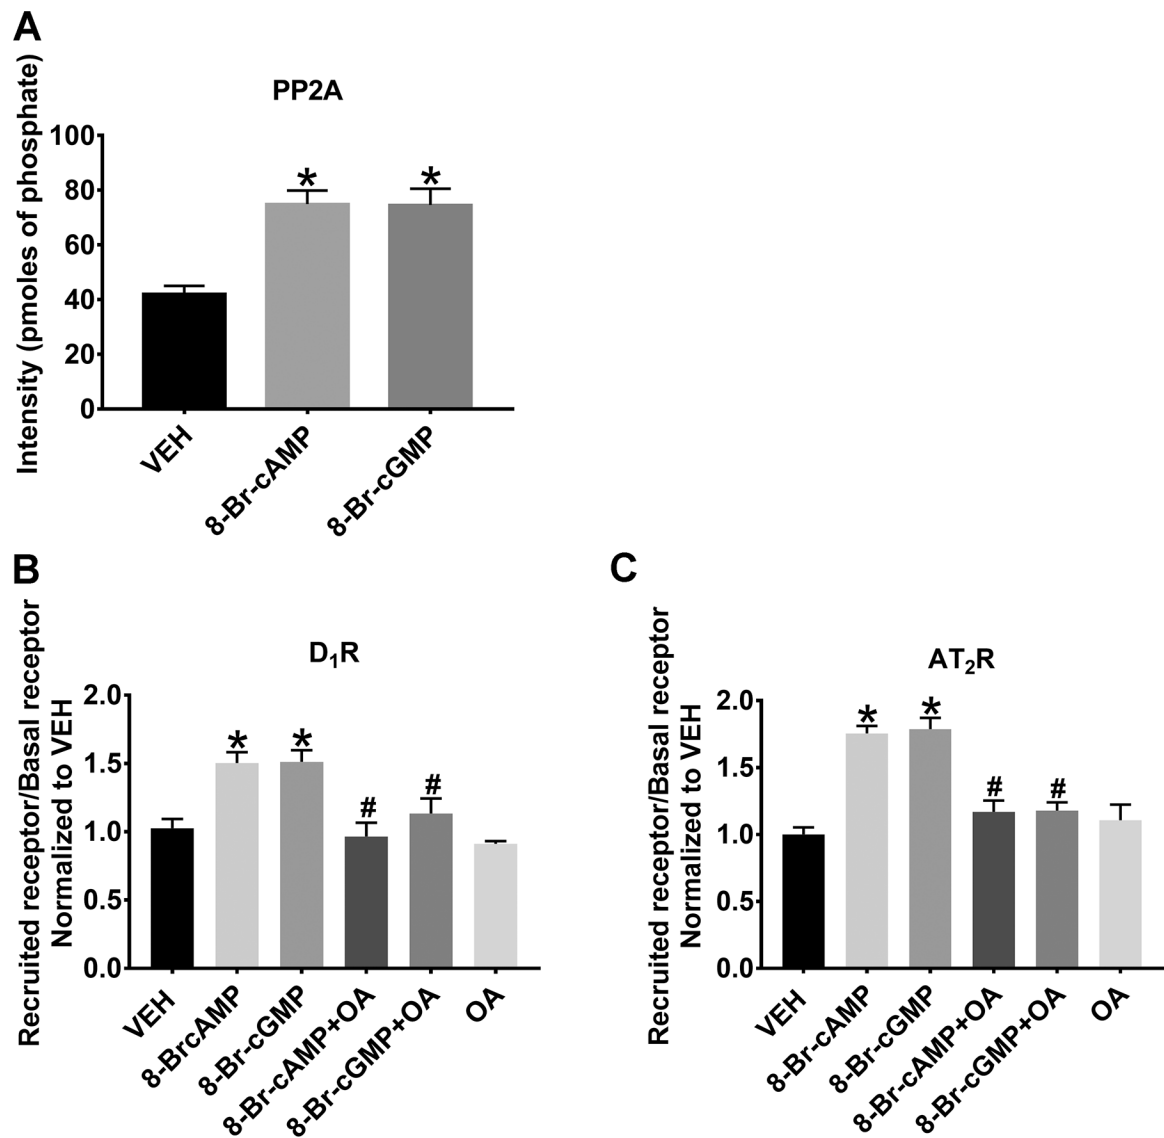 A
PP2A
Intensity (pmoles of phosphate)
100
80
60
40
20
0
*
*
VEH
8-Br-cAMP
8-Br-cGMP
B
D₁R
Recruited receptor/Basal receptor
Normalized to VEH
2.0
1.5
1.0
0.5
0.0
*
*
#
#
VEH
8-BrcAMP
8-Br-cGMP
8-Br-cAMP+OA
8-Br-cGMP+OA
OA
C
AT₂R
Recruited receptor/Basal receptor
Normalized to VEH
2.0
1.5
1.0
0.5
0.0
*
*
#
#
VEH
8-Br-cAMP
8-Br-cGMP
8-Br-cAMP+OA
8-Br-cGMP+OA
OA